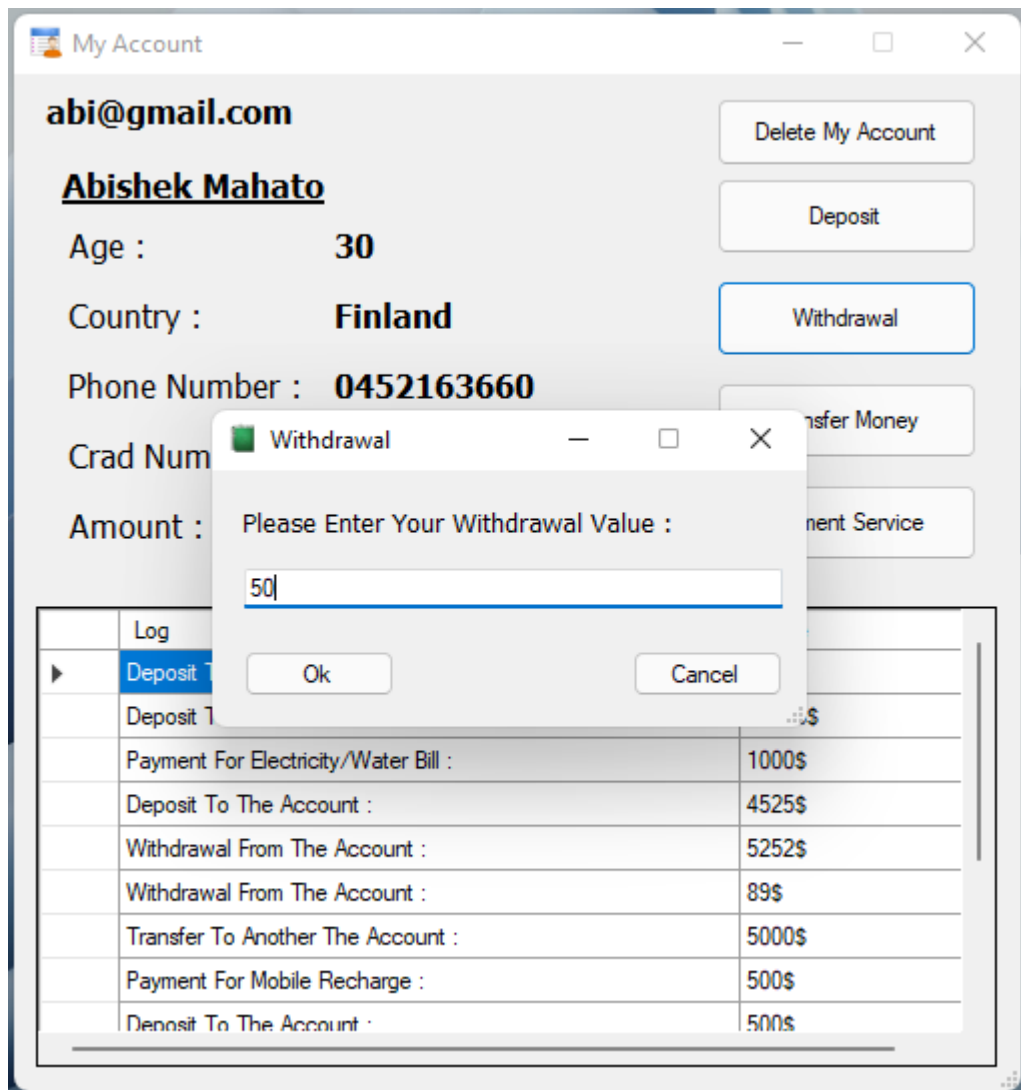 My Account
abi@gmail.com
Delete My Account
Abishek Mahato
Deposit
Age : 30
Country : Finland
Withdrawal
Phone Number : 0452163660
Withdrawal
Money
Crad
Amount :
Please Enter Your Withdrawal Value :
Service
50
Log
Ok
Cancel
Deposit
Deposit
Payment For Electricity/Water Bill : 1000$
Deposit To The Account : 4525$
Withdrawal From The Account : 5252$
Withdrawal From The Account : 89$
Transfer To Another The Account : 5000$
Payment For Mobile Recharge : 500$
Deposit To The Account : 500$